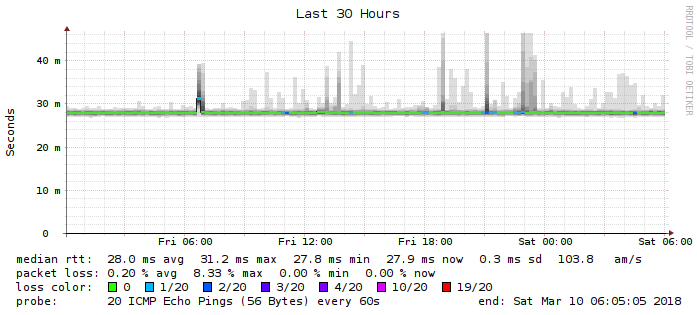 Last 30 Hours
RRDTOOL / TOBI OETIKER
Seconds
40 m
30 m
20 m
10 m
0
Fri 06:00 Fri 12:00 Fri 18:00 Sat 00:00 Sat 06:00
median rtt: 28.0 ms avg 31.2 ms max 27.8 ms min 27.9 ms now 0.3 ms sd 103.8 am/s
packet loss: 0.20 % avg 8.33 % max 0.00 % min 0.00 % now
loss color: 0 1/20 2/20 3/20 4/20 10/20 19/20
probe: 20 ICMP Echo Pings (56 Bytes) every 60s end: Sat Mar 10 06:05:05 2018